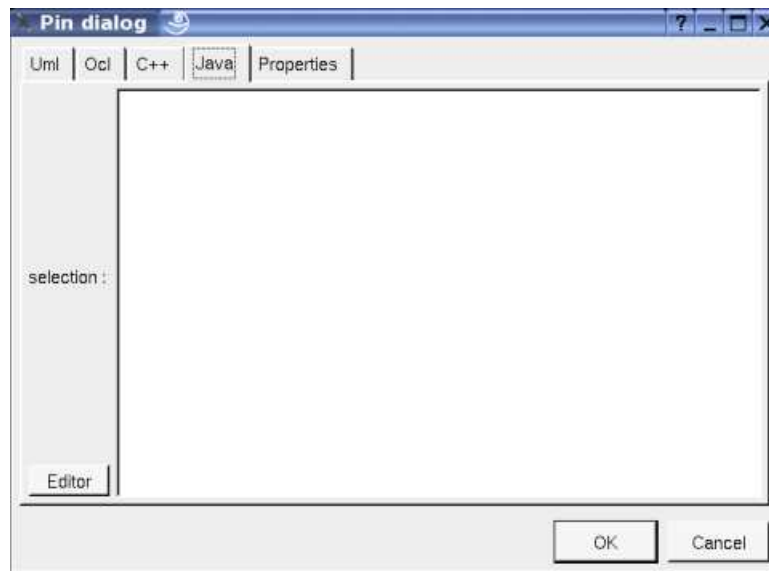 Pin dialog
Uml Ocl C++ Java Properties
selection :
Editor
OK Cancel